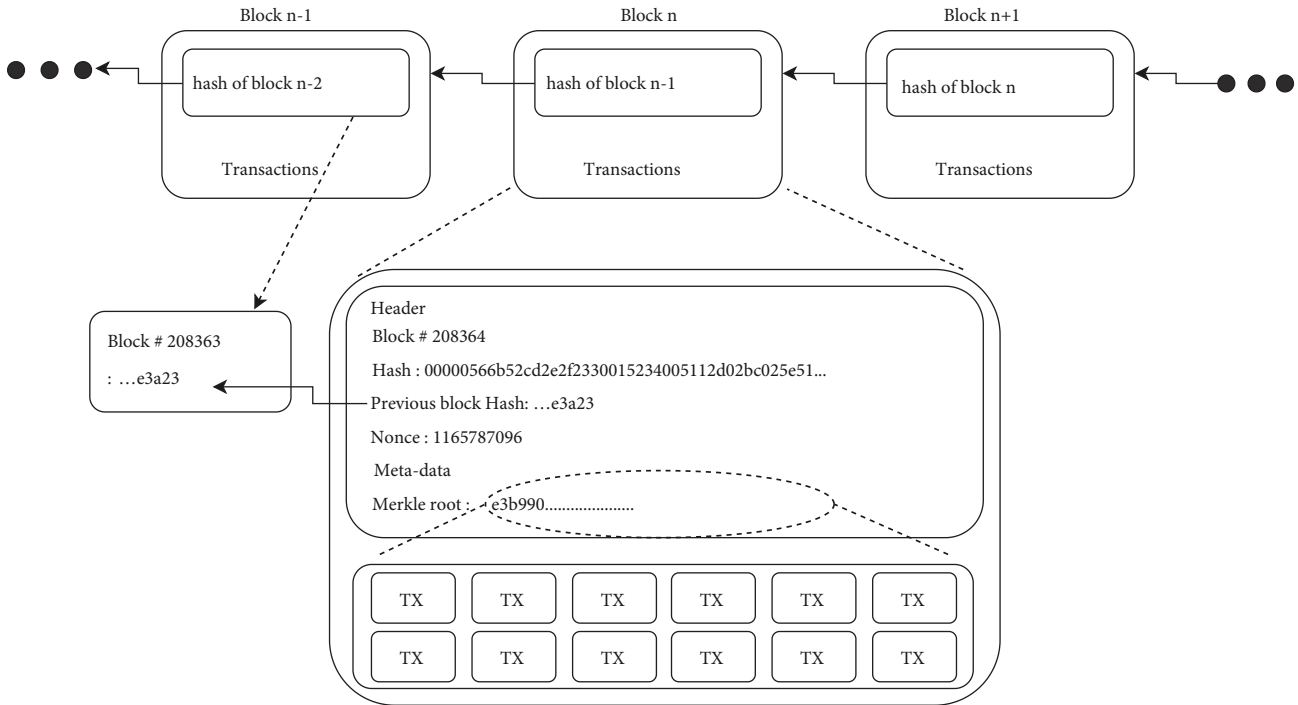 Block n-1
Block n
Block n+1
hash of block n-2
hash of block n-1
hash of block n
Transactions
Transactions
Transactions
Block # 208363
: ...e3a23
Header
Block # 208364
Hash : 00000566b52cd2e2f2330015234005112d02bc025e51...
Previous block Hash: ...e3a23
Nonce : 1165787096
Meta-data
Merkle root : e3b990.....................
TX TX TX TX TX TX
TX TX TX TX TX TX